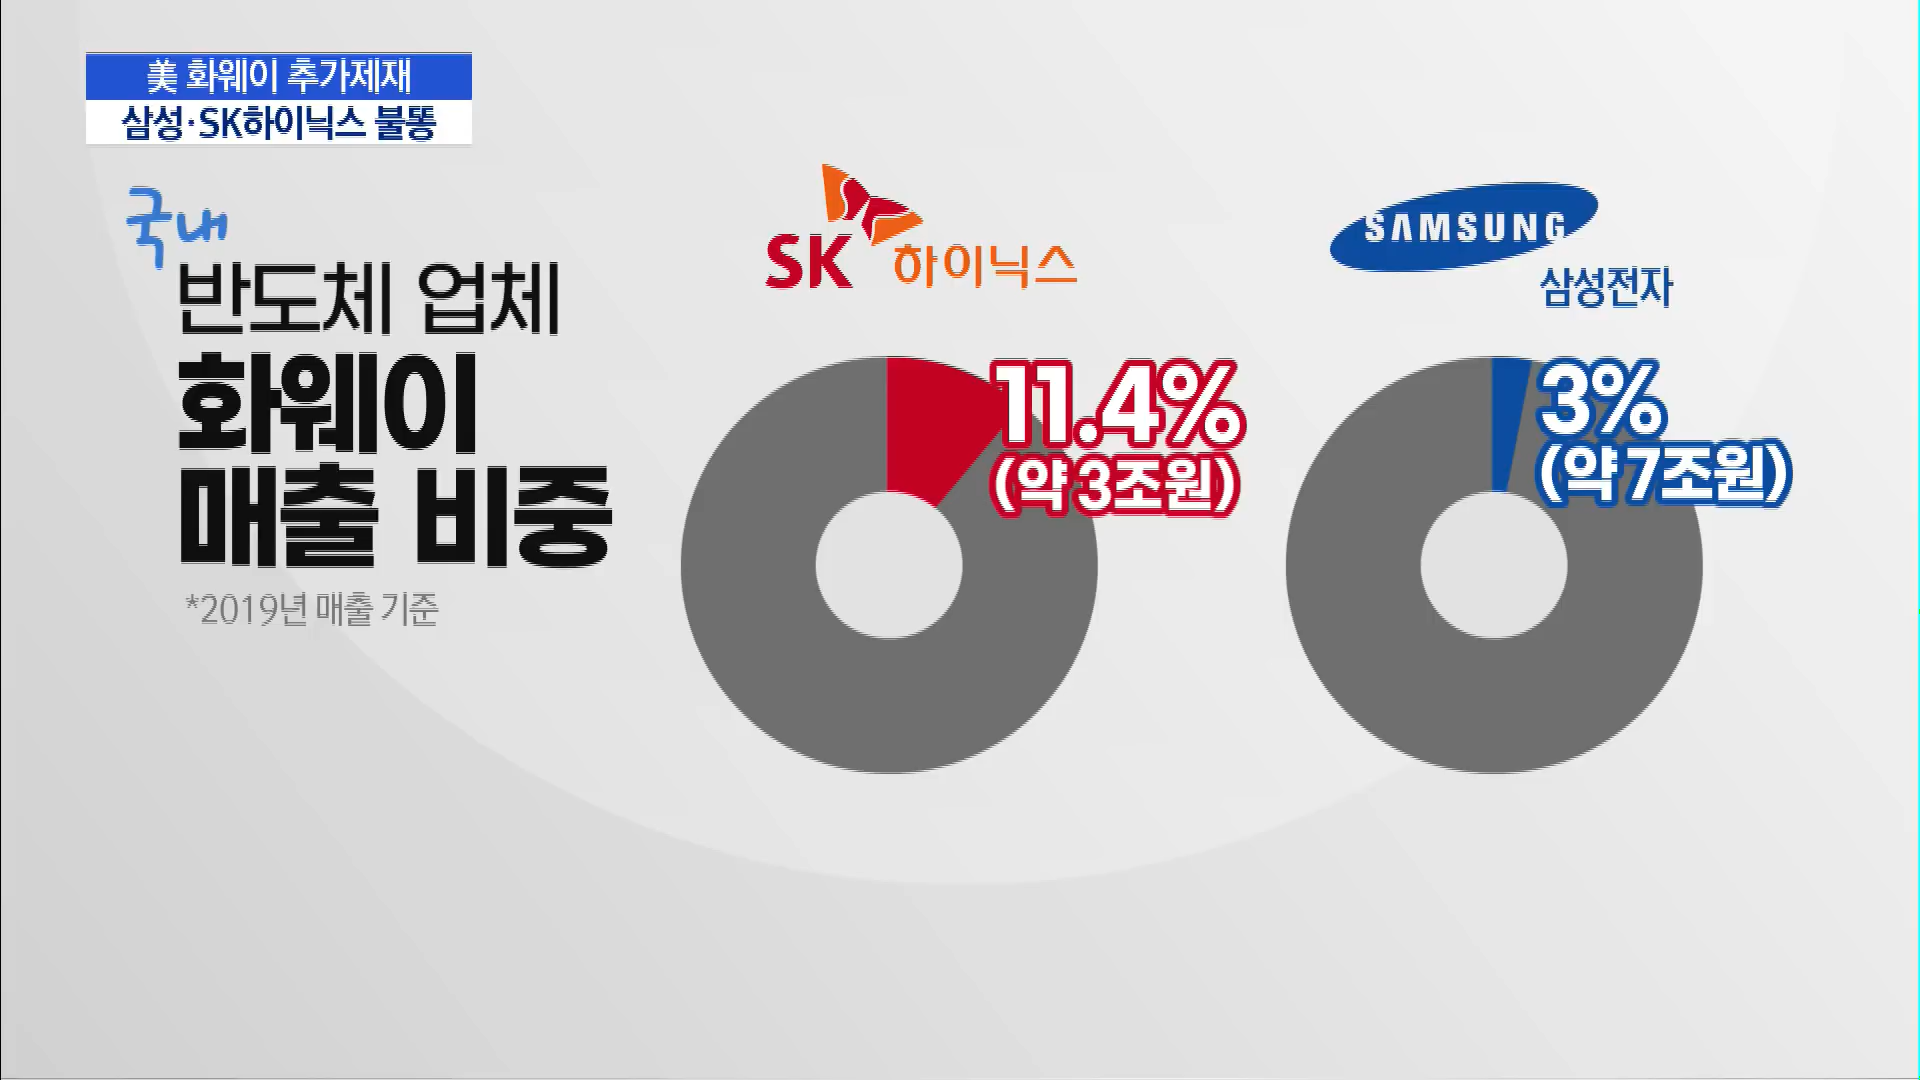 美 화웨이 추가제재
삼성·SK하이닉스 불똥
국내
반도체 업체
화웨이
매출 비중
*2019년 매출 기준
SK하이닉스
11.4%
(약 3조원)
SAMSUNG
삼성전자
3%
(약 7조원)